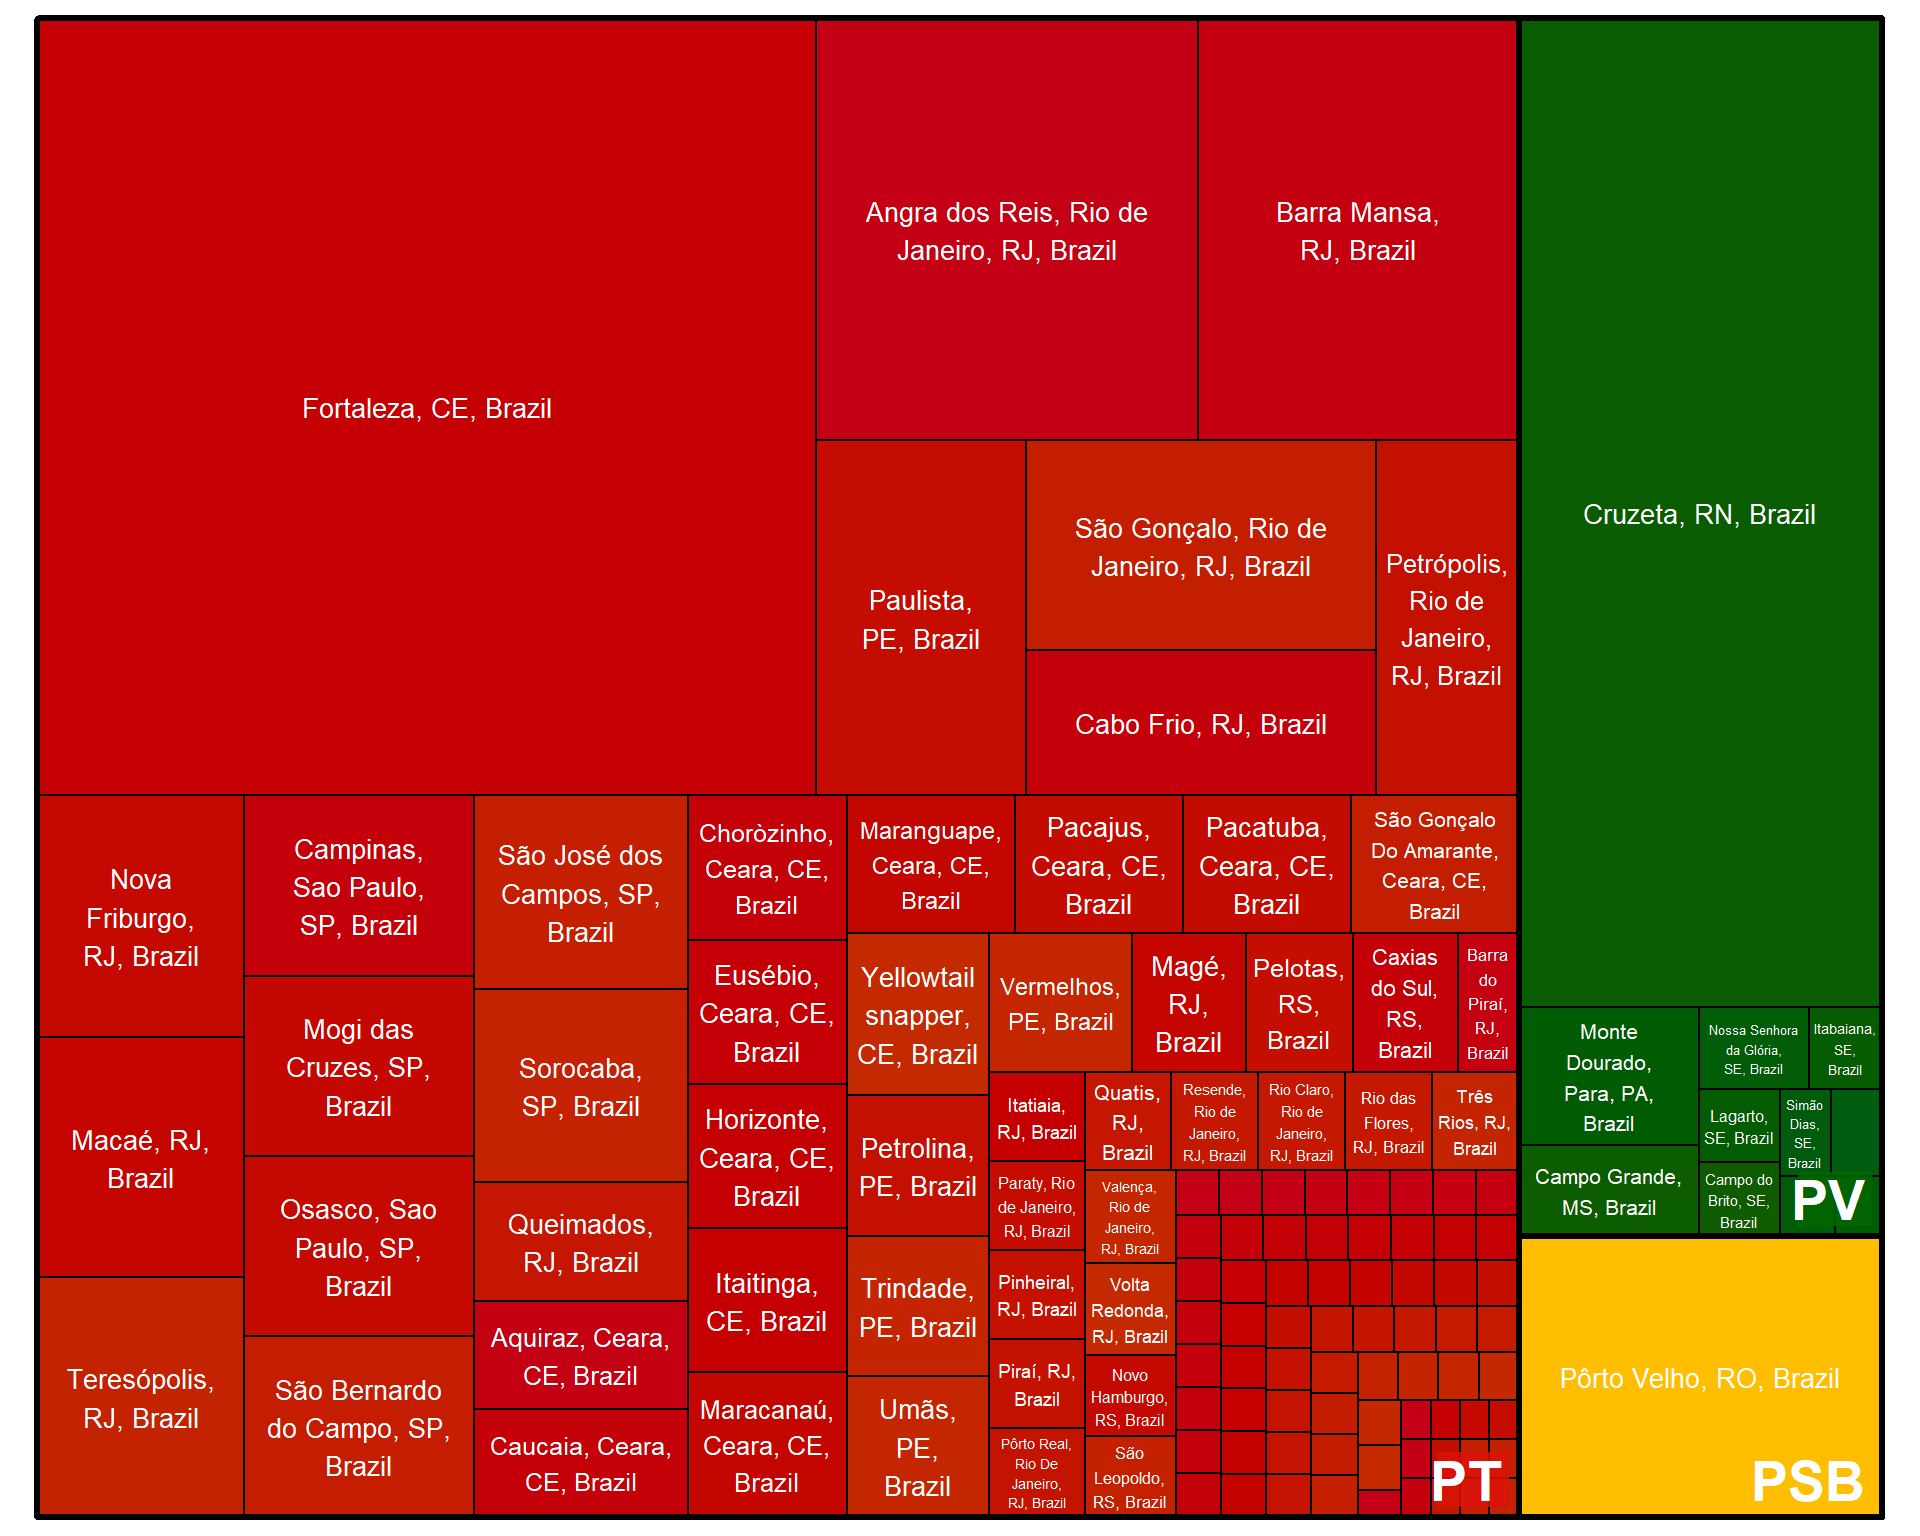 Fortaleza, CE, Brazil
Angra dos Reis, Rio de
Janeiro, RJ, Brazil
Barra Mansa,
RJ, Brazil
Paulista,
PE, Brazil
São Gonçalo, Rio de
Janeiro, RJ, Brazil
Cabo Frio, RJ, Brazil
Petrópolis,
Rio de
Janeiro,
RJ, Brazil
Nova
Friburgo,
RJ, Brazil
Macaé, RJ,
Brazil
Teresópolis,
RJ, Brazil
Campinas,
Sao Paulo,
SP, Brazil
Mogi das
Cruzes, SP,
Brazil
Osasco, Sao
Paulo, SP,
Brazil
São Bernardo
do Campo, SP,
Brazil
São José dos
Campos, SP,
Brazil
Sorocaba,
SP, Brazil
Queimados,
RJ, Brazil
Aquiraz, Ceara,
CE, Brazil
Caucaia, Ceara,
CE, Brazil
Choròzinho,
Ceara, CE,
Brazil
Eusébio,
Ceara, CE,
Brazil
Horizonte,
Ceara, CE,
Brazil
Itaitinga,
CE, Brazil
Maracanaú,
Ceara, CE,
Brazil
Maranguape,
Ceara, CE,
Brazil
Pacajus,
Ceara, CE,
Brazil
Pacatuba,
Ceara, CE,
Brazil
São Gonçalo
Do Amarante,
Ceara, CE,
Brazil
Yellowtail
snapper,
CE, Brazil
Petrolina,
PE, Brazil
Trindade,
PE, Brazil
Umãs,
PE,
Brazil
Vermelhos,
PE, Brazil
Magé,
RJ,
Brazil
Pelotas,
RS,
Brazil
Caxias
do Sul,
RS,
Brazil
Barra
do
Piraí,
RJ,
Brazil
Itatiaia,
RJ, Brazil
Paraty, Rio
de Janeiro,
RJ, Brazil
Pinheiral,
RJ, Brazil
Piraí, RJ,
Brazil
Pôrto Real,
Rio De
Janeiro,
RJ, Brazil
Quatis,
RJ,
Brazil
Resende,
Rio de
Janeiro,
RJ, Brazil
Rio Claro,
Rio de
Janeiro,
RJ, Brazil
Rio das
Flores,
RJ, Brazil
Três
Rios, RJ,
Brazil
Valença,
Rio de
Janeiro,
RJ, Brazil
Volta
Redonda,
RJ, Brazil
Novo
Hamburgo,
RS, Brazil
São
Leopoldo,
RS, Brazil
PT
Cruzeta, RN, Brazil
Monte
Dourado,
Para, PA,
Brazil
Campo Grande,
MS, Brazil
Nossa Senhora
da Glória,
SE, Brazil
Itabaiana,
SE,
Brazil
Lagarto,
SE, Brazil
Simão
Dias,
SE,
Brazil
Campo do
Brito, SE,
Brazil
PV
Pôrto Velho, RO, Brazil
PSB